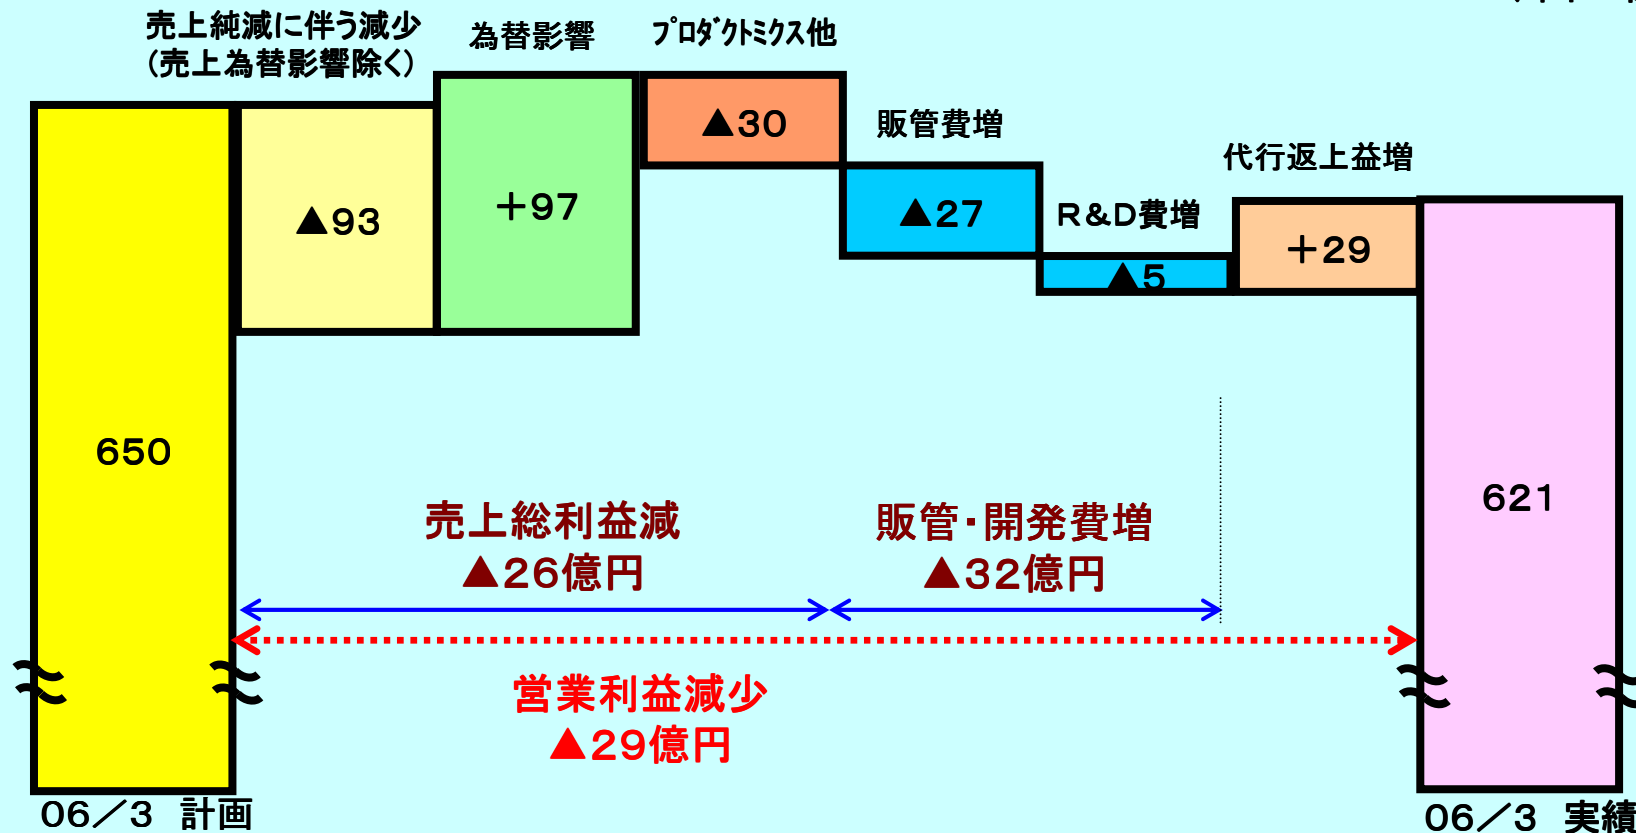 売上純減に伴う減少
(売上為替影響除く)
為替影響
プロダクトミクス他
販管費増
R&D費増
代行返上益増
▲93
＋97
▲30
▲27
▲5
＋29
650
621
売上総利益減
▲26億円
販管・開発費増
▲32億円
営業利益減少
▲29億円
06／3 計画
06／3 実績